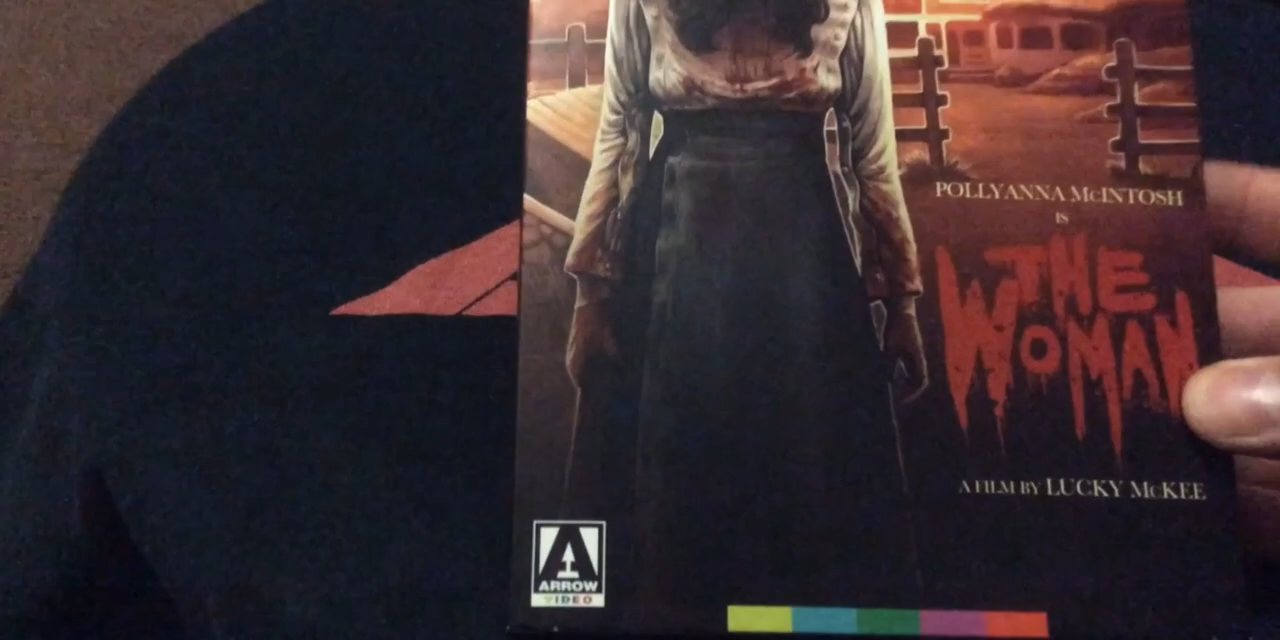 POLLYANNA McINTOSH
IS
THE
WOMAN
A FILM BY LUCKY McKEE
ARROW
VIDEO